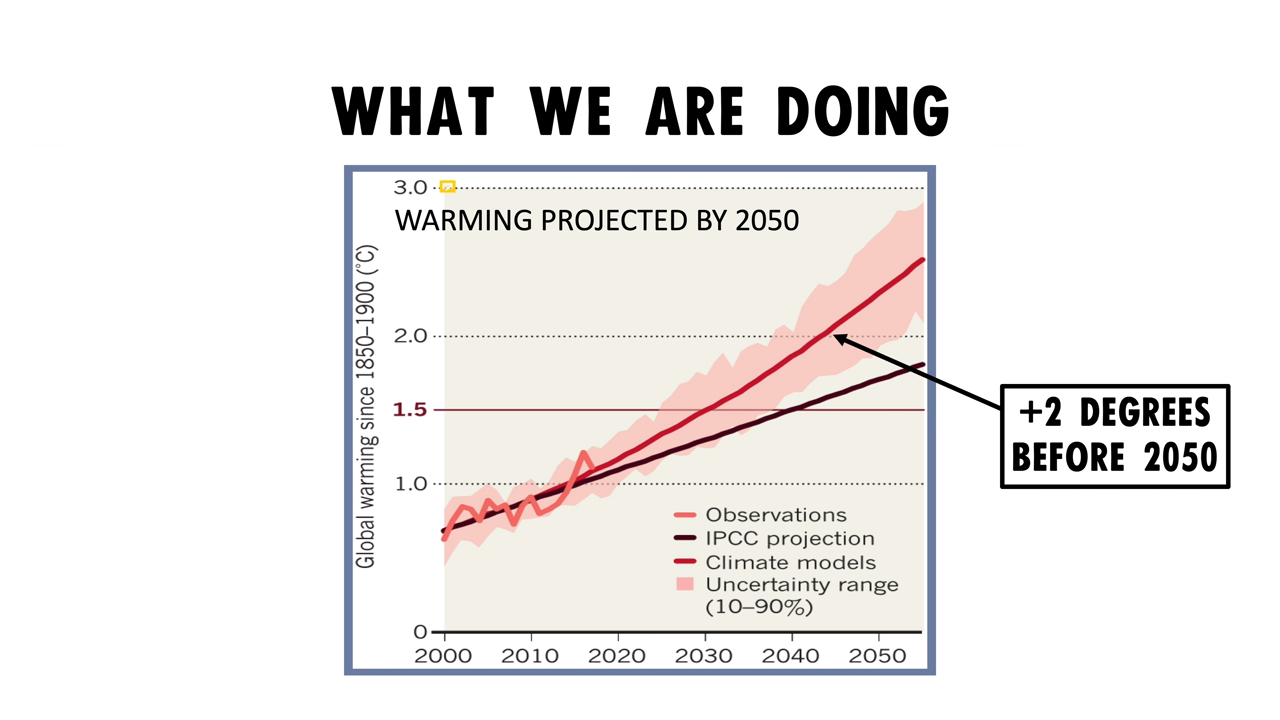 WHAT WE ARE DOING
3.0
WARMING PROJECTED BY 2050
Global warming since 1850–1900 (°C)
2.0
1.5
+2 DEGREES
BEFORE 2050
1.0
Observations
IPCC projection
Climate models
Uncertainty range
(10–90%)
0
2000 2010 2020 2030 2040 2050